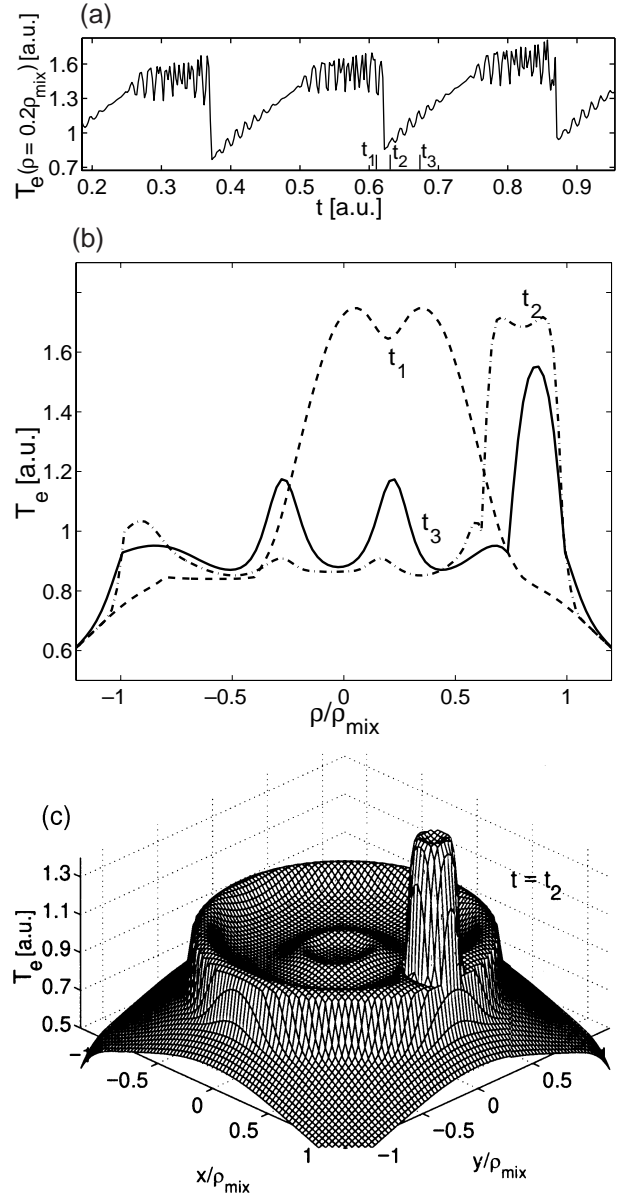 (a)
T_e(ρ = 0.2ρ_mix) [a.u.]
1.6
1.3
1
0.7
t_1 t_2 t_3
0.2 0.3 0.4 0.5 0.6 0.7 0.8 0.9
t [a.u.]
(b)
T_e [a.u.]
1.6
1.4
1.2
1
0.8
0.6
t_1
t_2
t_3
−1 −0.5 0 0.5 1
ρ/ρ_mix
(c)
t = t_2
T_e [a.u.]
1.3
1.1
0.9
0.7
0.5
−1
−0.5
0
0.5
1
x/ρ_mix
−1
−0.5
0
0.5
1
y/ρ_mix